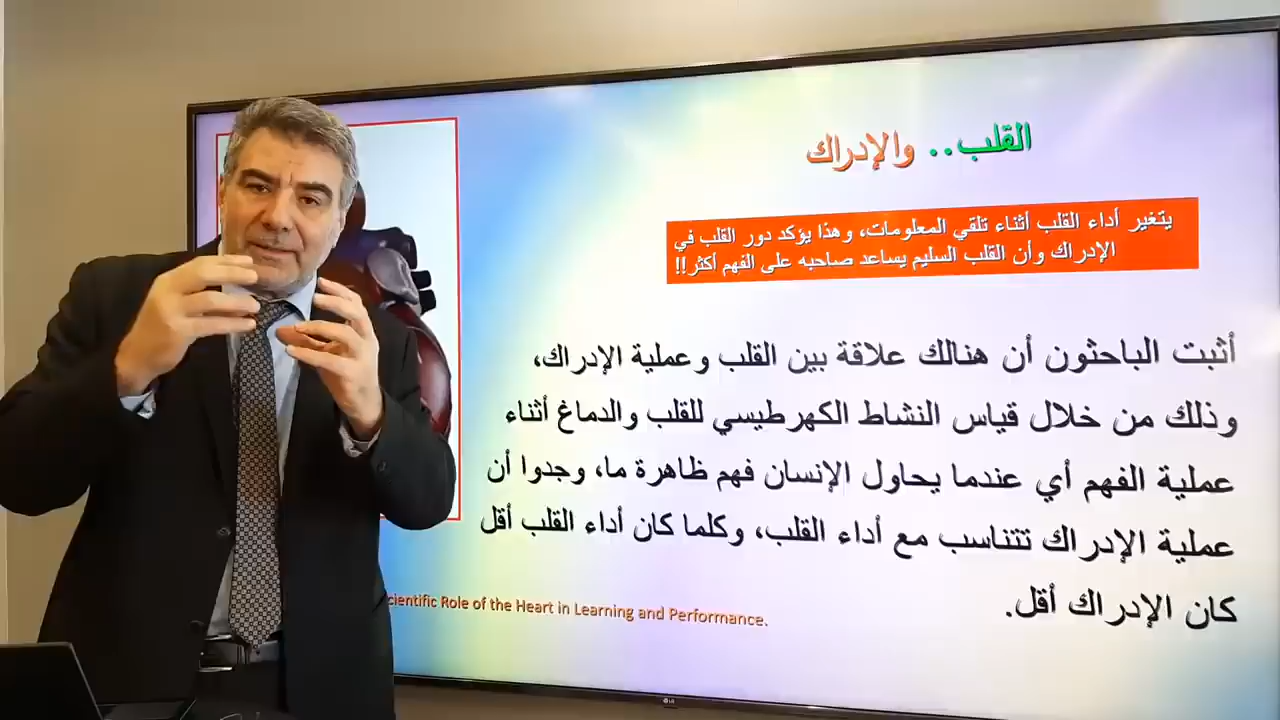 القلب.. والإدراك
يتغير أداء القلب أثناء تلقي المعلومات، وهذا يؤكد دور القلب في
الإدراك وأن القلب السليم يساعد صاحبه على الفهم أكثر!!
أثبت الباحثون أن هنالك علاقة بين القلب وعملية الإدراك،
وذلك من خلال قياس النشاط الكهرطيسي للقلب والدماغ أثناء
عملية الفهم أي عندما يحاول الإنسان فهم ظاهرة ما، وجدوا أن
عملية الإدراك تتناسب مع أداء القلب، وكلما كان أداء القلب أقل
كان الإدراك أقل.
Role of the Heart in Learning and Performance.
LG